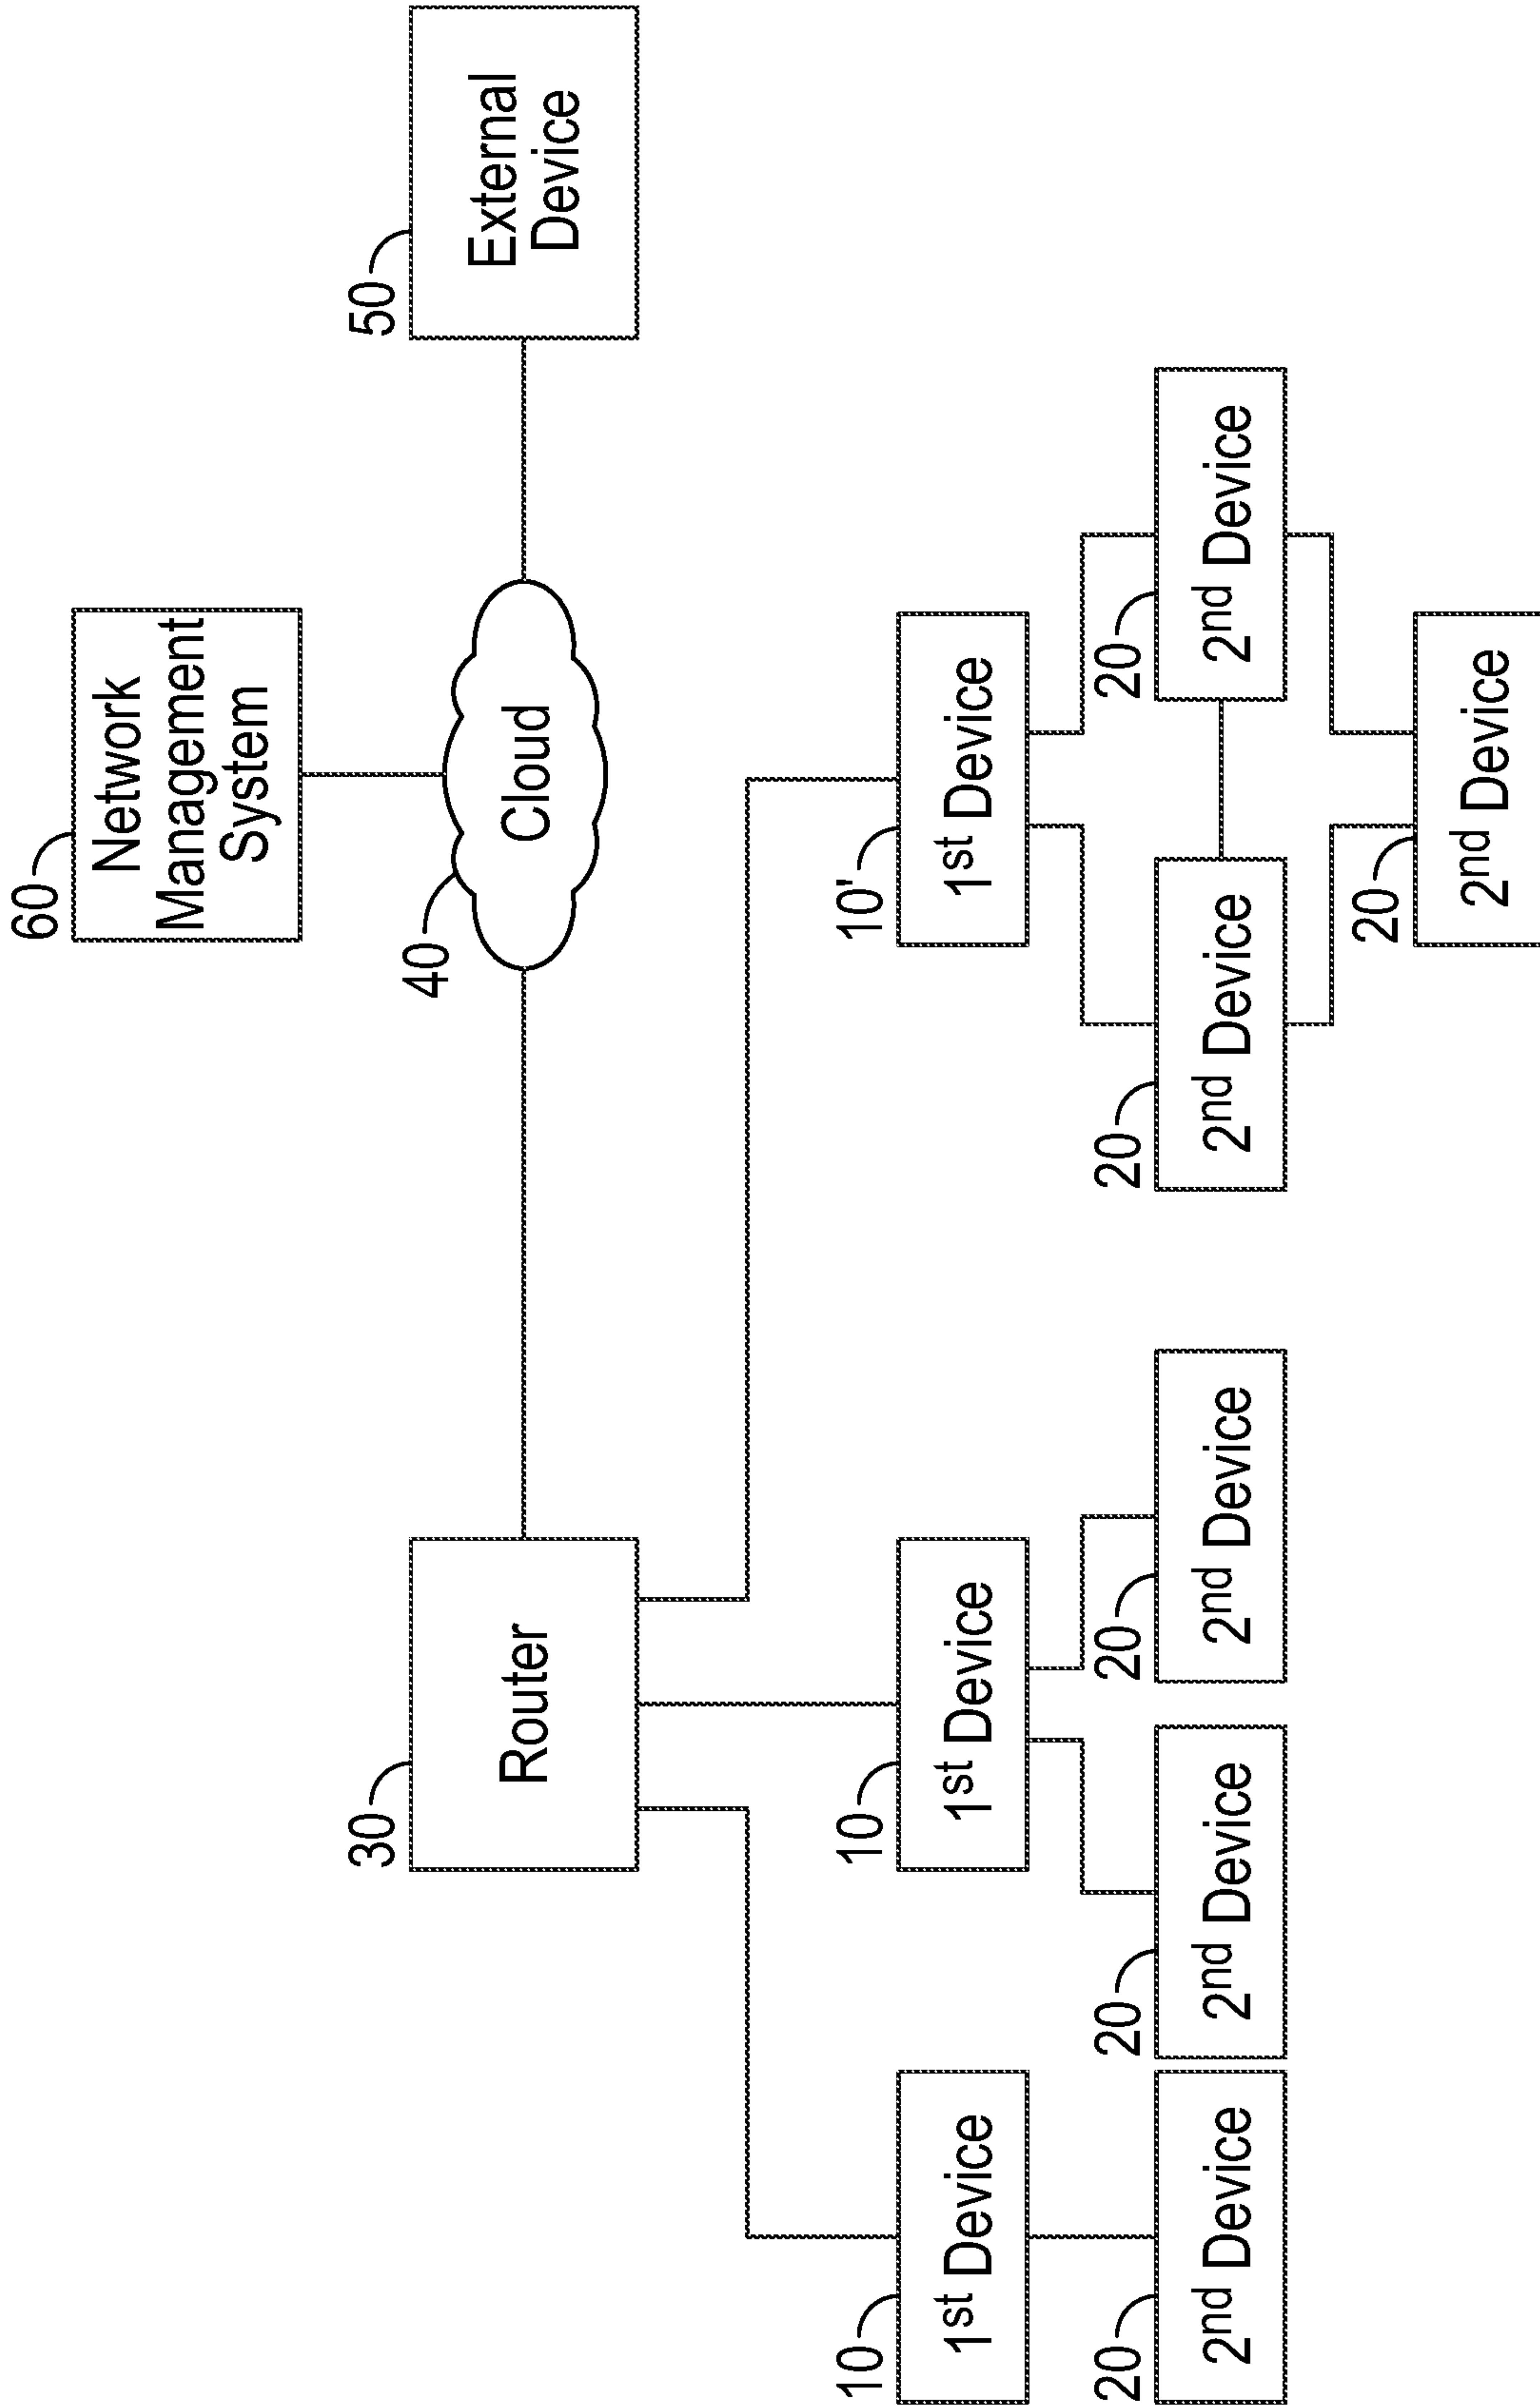 60
Network
Management
System
50
External
Device
40
Cloud
30
Router
10
1st Device
10
1st Device
10'
1st Device
20
2nd Device
20
2nd Device
20
2nd Device
20
2nd Device
20
2nd Device
20
2nd Device